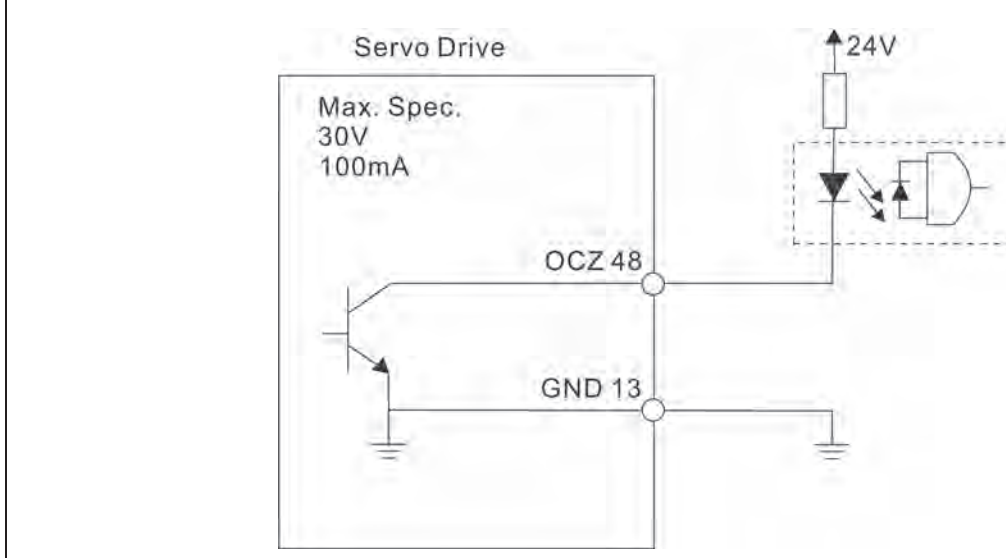 Servo Drive
24V
Max. Spec.
30V
100mA
OCZ 48
GND 13